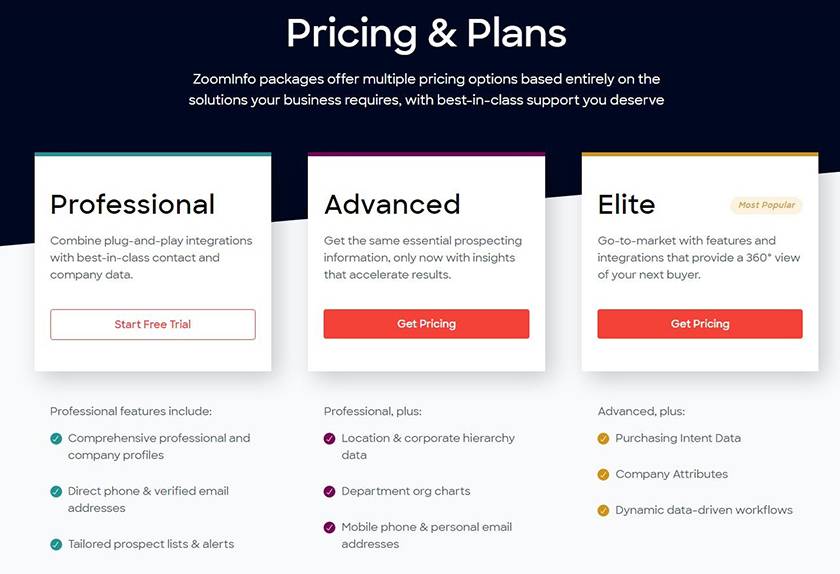 Pricing & Plans
ZoomInfo packages offer multiple pricing options based entirely on the
solutions your business requires, with best-in-class support you deserve
Professional
Combine plug-and-play integrations
with best-in-class contact and
company data.
Start Free Trial
Advanced
Get the same essential prospecting
information, only now with insights
that accelerate results.
Get Pricing
Elite
Most Popular
Go-to-market with features and
integrations that provide a 360° view
of your next buyer.
Get Pricing
Professional features include:
Comprehensive professional and
company profiles
Direct phone & verified email
addresses
Tailored prospect lists & alerts
Professional, plus:
Location & corporate hierarchy
data
Department org charts
Mobile phone & personal email
addresses
Advanced, plus:
Purchasing Intent Data
Company Attributes
Dynamic data-driven workflows